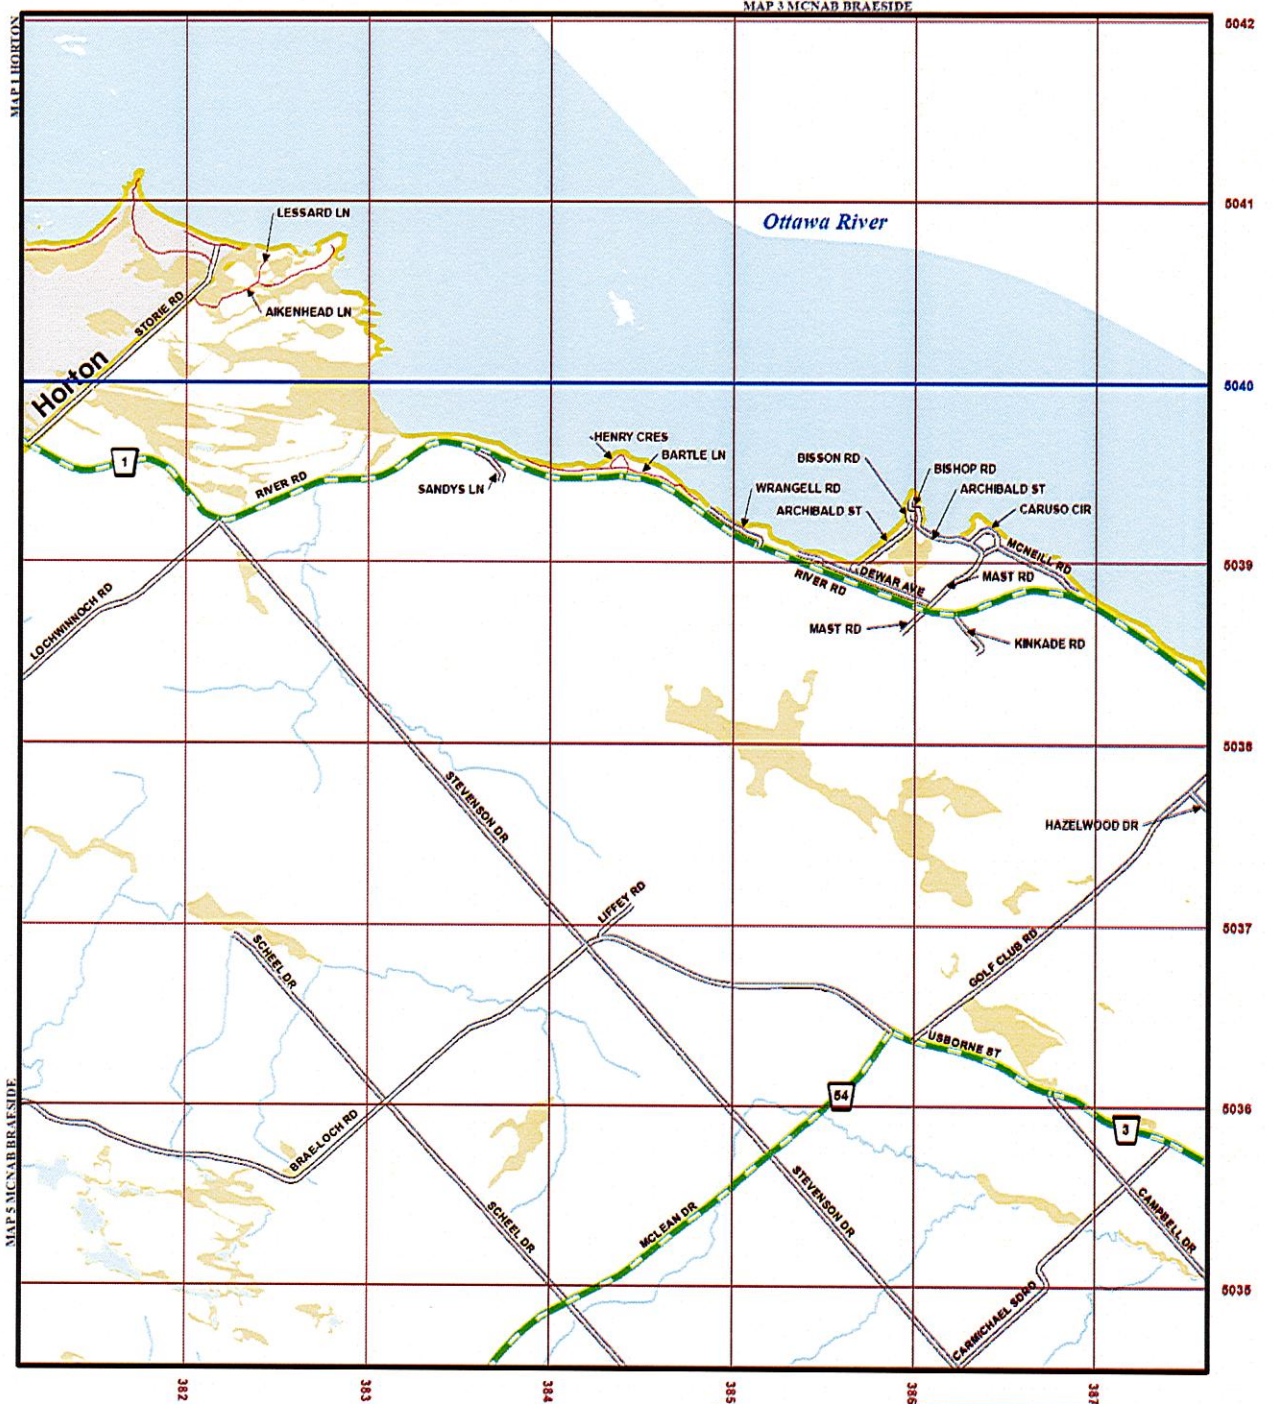 MAP 3 MCNAB BRAESIDE
MAP 1 HORTON
5042
5041
LESSARD LN
Ottawa River
AIKENHEAD LN
STORIE RD
Horton
5040
HENRY CRES
BARTLE LN
BISSON RD
BISHOP RD
1
RIVER RD
SANDYS LN
WRANGELL RD
ARCHIBALD ST
ARCHIBALD ST
CARUSO CIR
MCNEILL RD
5039
DEWAR AVE
RIVER RD
MAST RD
LOCHWINNOCH RD
MAST RD
KINKADE RD
5038
STEVENSON DR
HAZELWOOD DR
LIFFEY RD
5037
SCHEEL DR
GOLF CLUB RD
USBORNE ST
54
5036
3
MAP 5 MCNAB BRAESIDE
BRAE-LOCH RD
SCHEEL DR
MCLEAN DR
STEVENSON DR
CAMPBELL DR
5035
CARMICHAEL SDRD
382
383
384
385
386
387